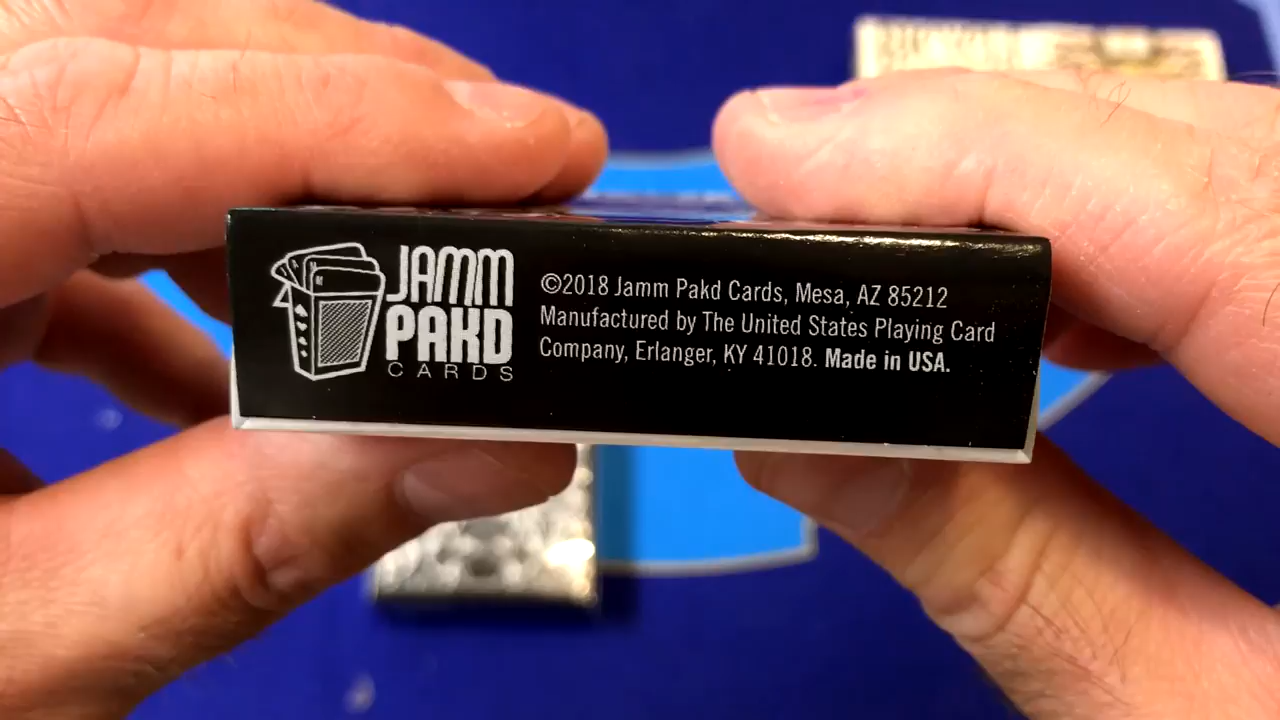 JAMM
PAKD
CARDS
©2018 Jamm Pakd Cards, Mesa, AZ 85212
Manufactured by The United States Playing Card
Company, Erlanger, KY 41018. Made in USA.